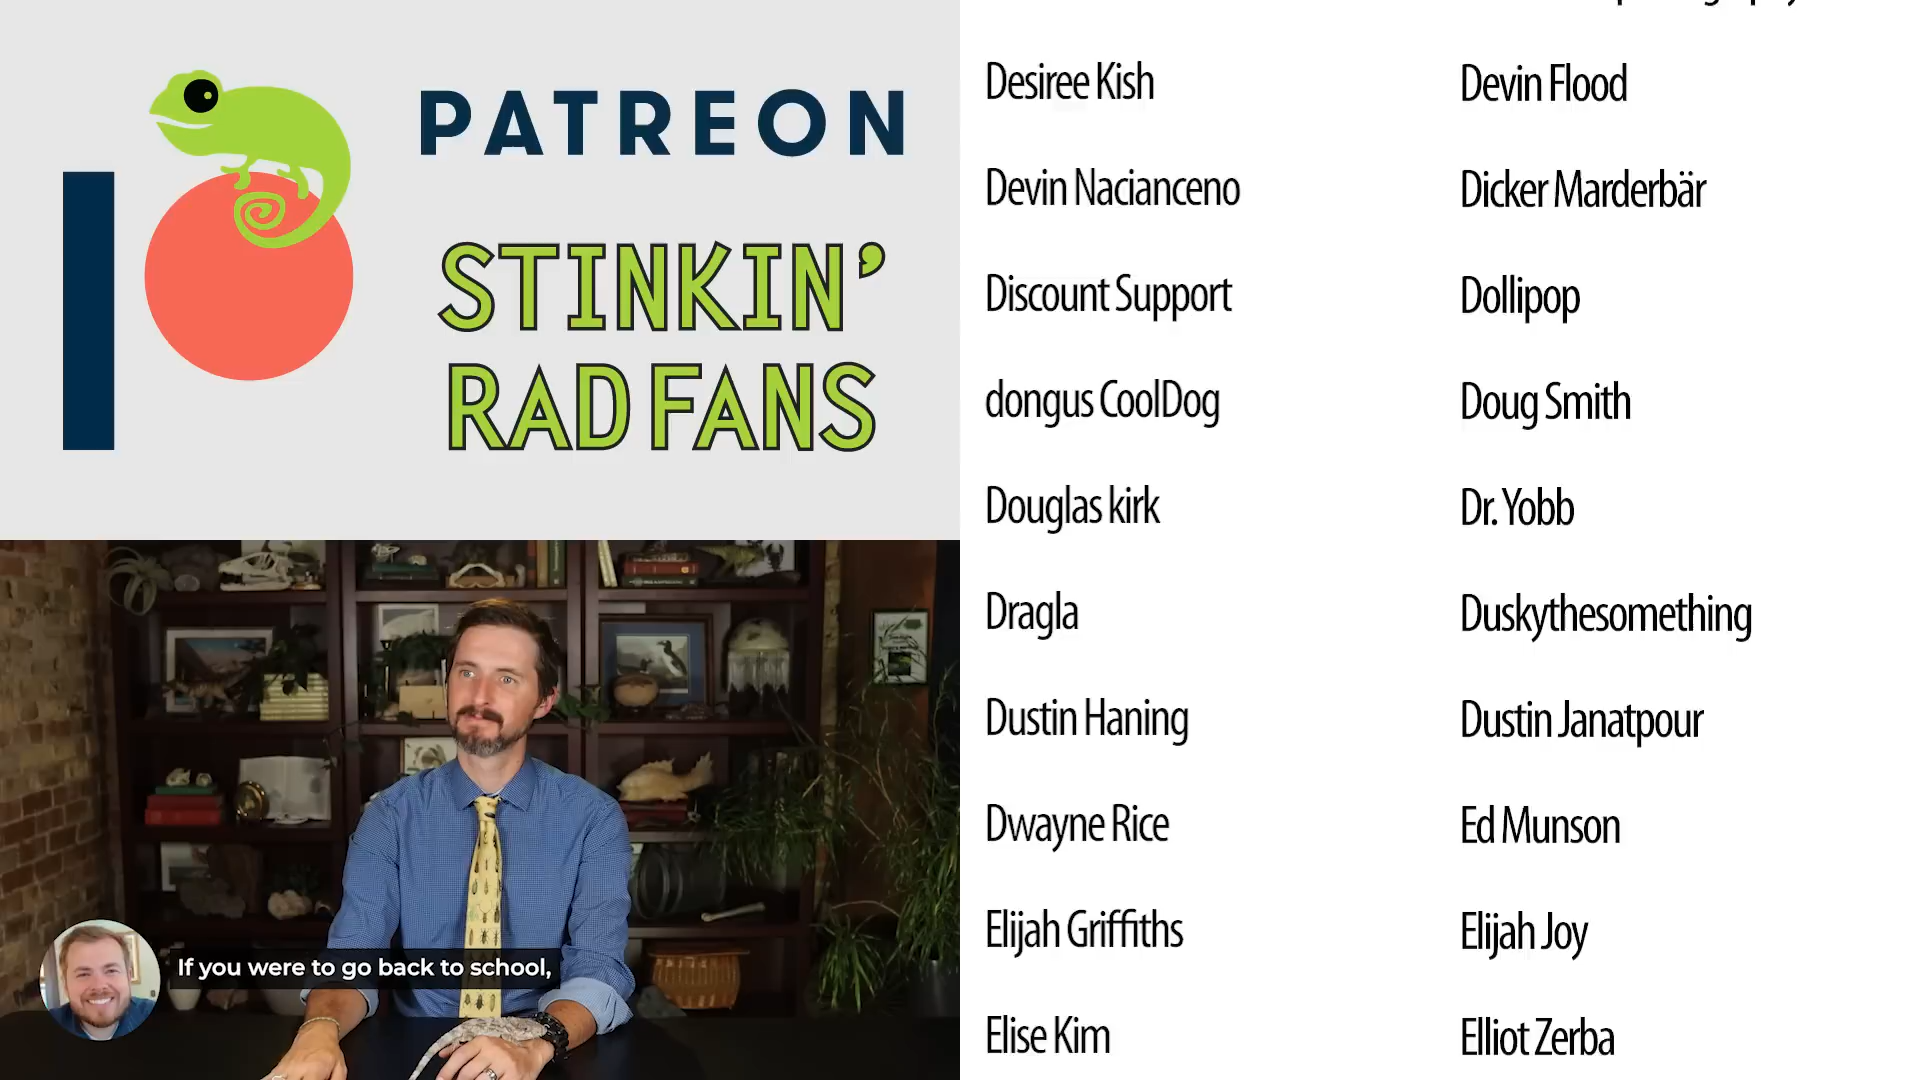 PATREON
STINKIN’
RAD FANS
If you were to go back to school,
Desiree Kish
Devin Flood
Devin Nacianceno
Dicker Marderbär
Discount Support
Dollipop
dongus CoolDog
Doug Smith
Douglas kirk
Dr. Yobb
Dragla
Duskythesomething
Dustin Haning
Dustin Janatpour
Dwayne Rice
Ed Munson
Elijah Griffiths
Elijah Joy
Elise Kim
Elliot Zerba